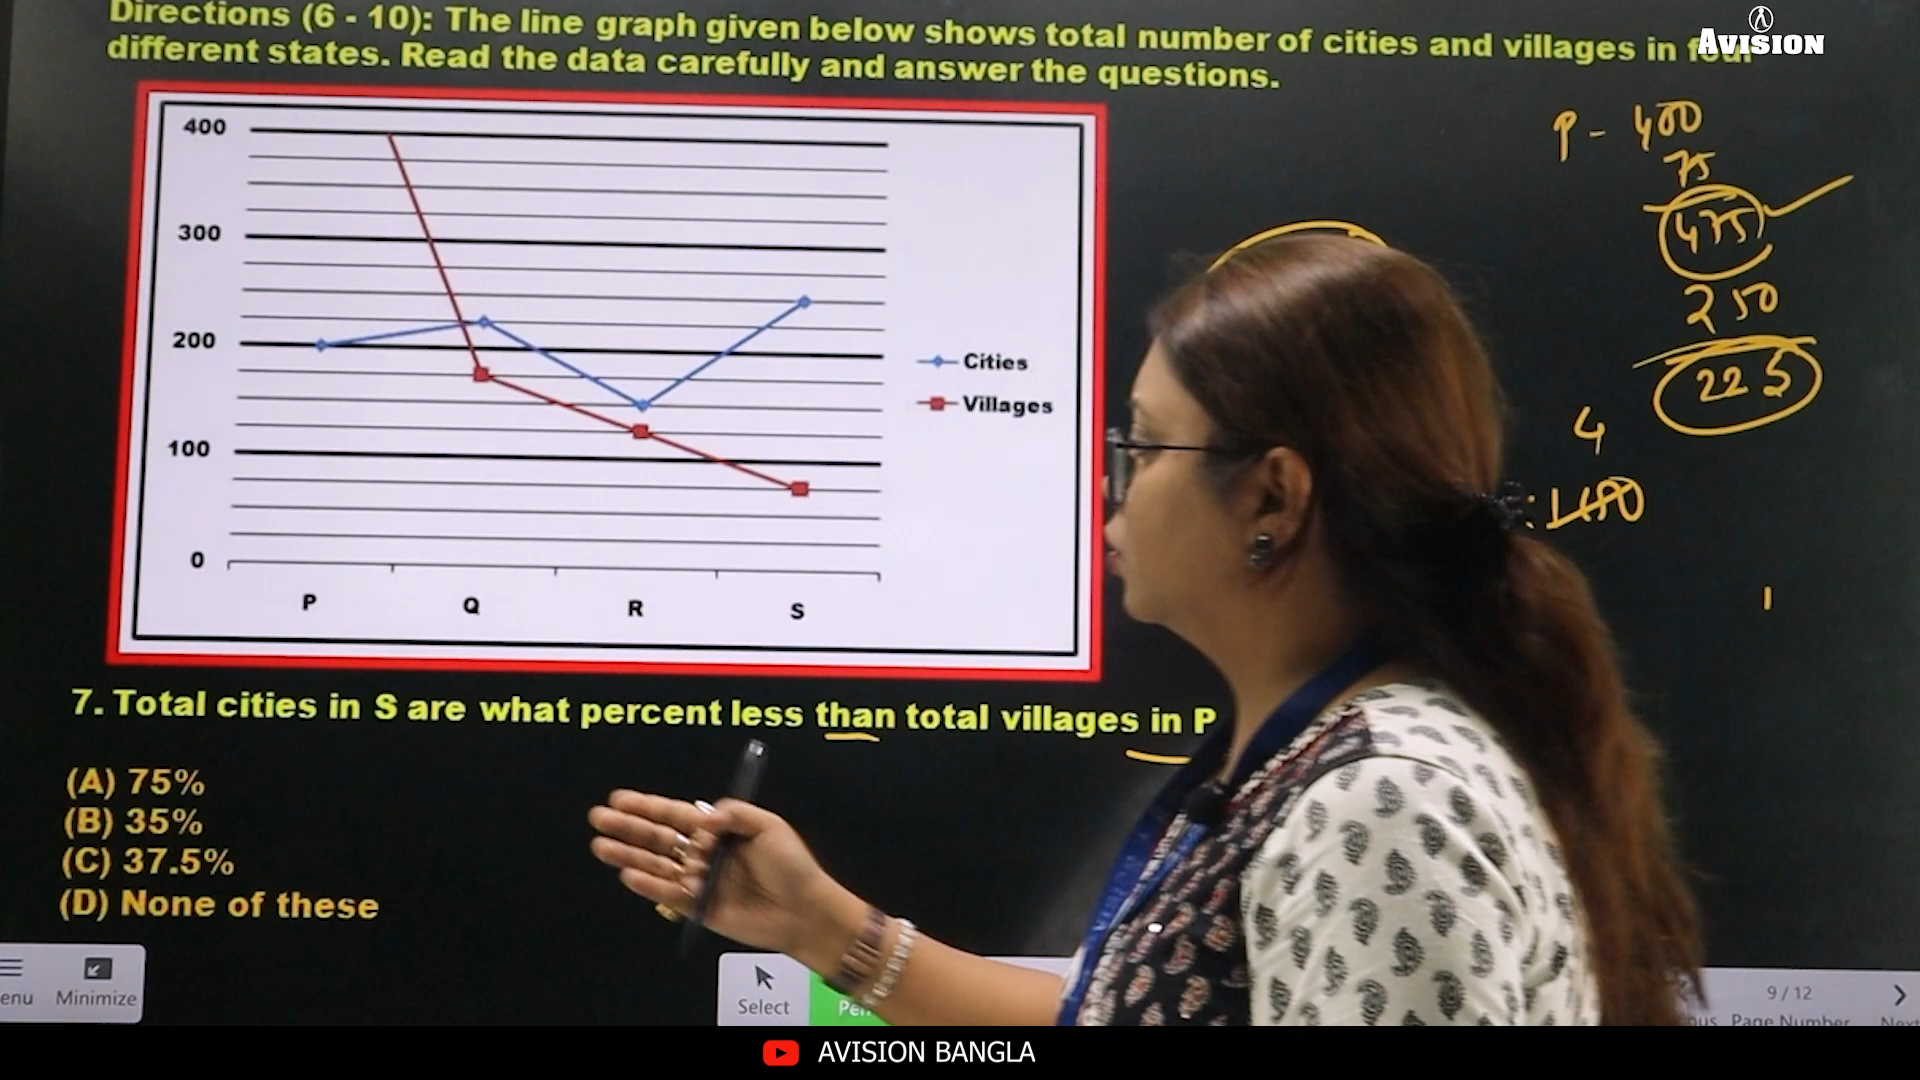 Directions (6 - 10): The line graph given below shows total number of cities and villages in four
different states. Read the data carefully and answer the questions.
AVISION
400
300
200
100
0
P
Q
R
S
Cities
Villages
P - 400
75
475
250
225
4
7. Total cities in S are what percent less than total villages in P
(A) 75%
(B) 35%
(C) 37.5%
(D) None of these
Minimize
Select
9 / 12
Page Number
AVISION BANGLA